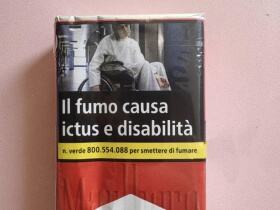 Il fumo causa
ictus e disabilità
n. verde 800.554.088 per smettere di fumare